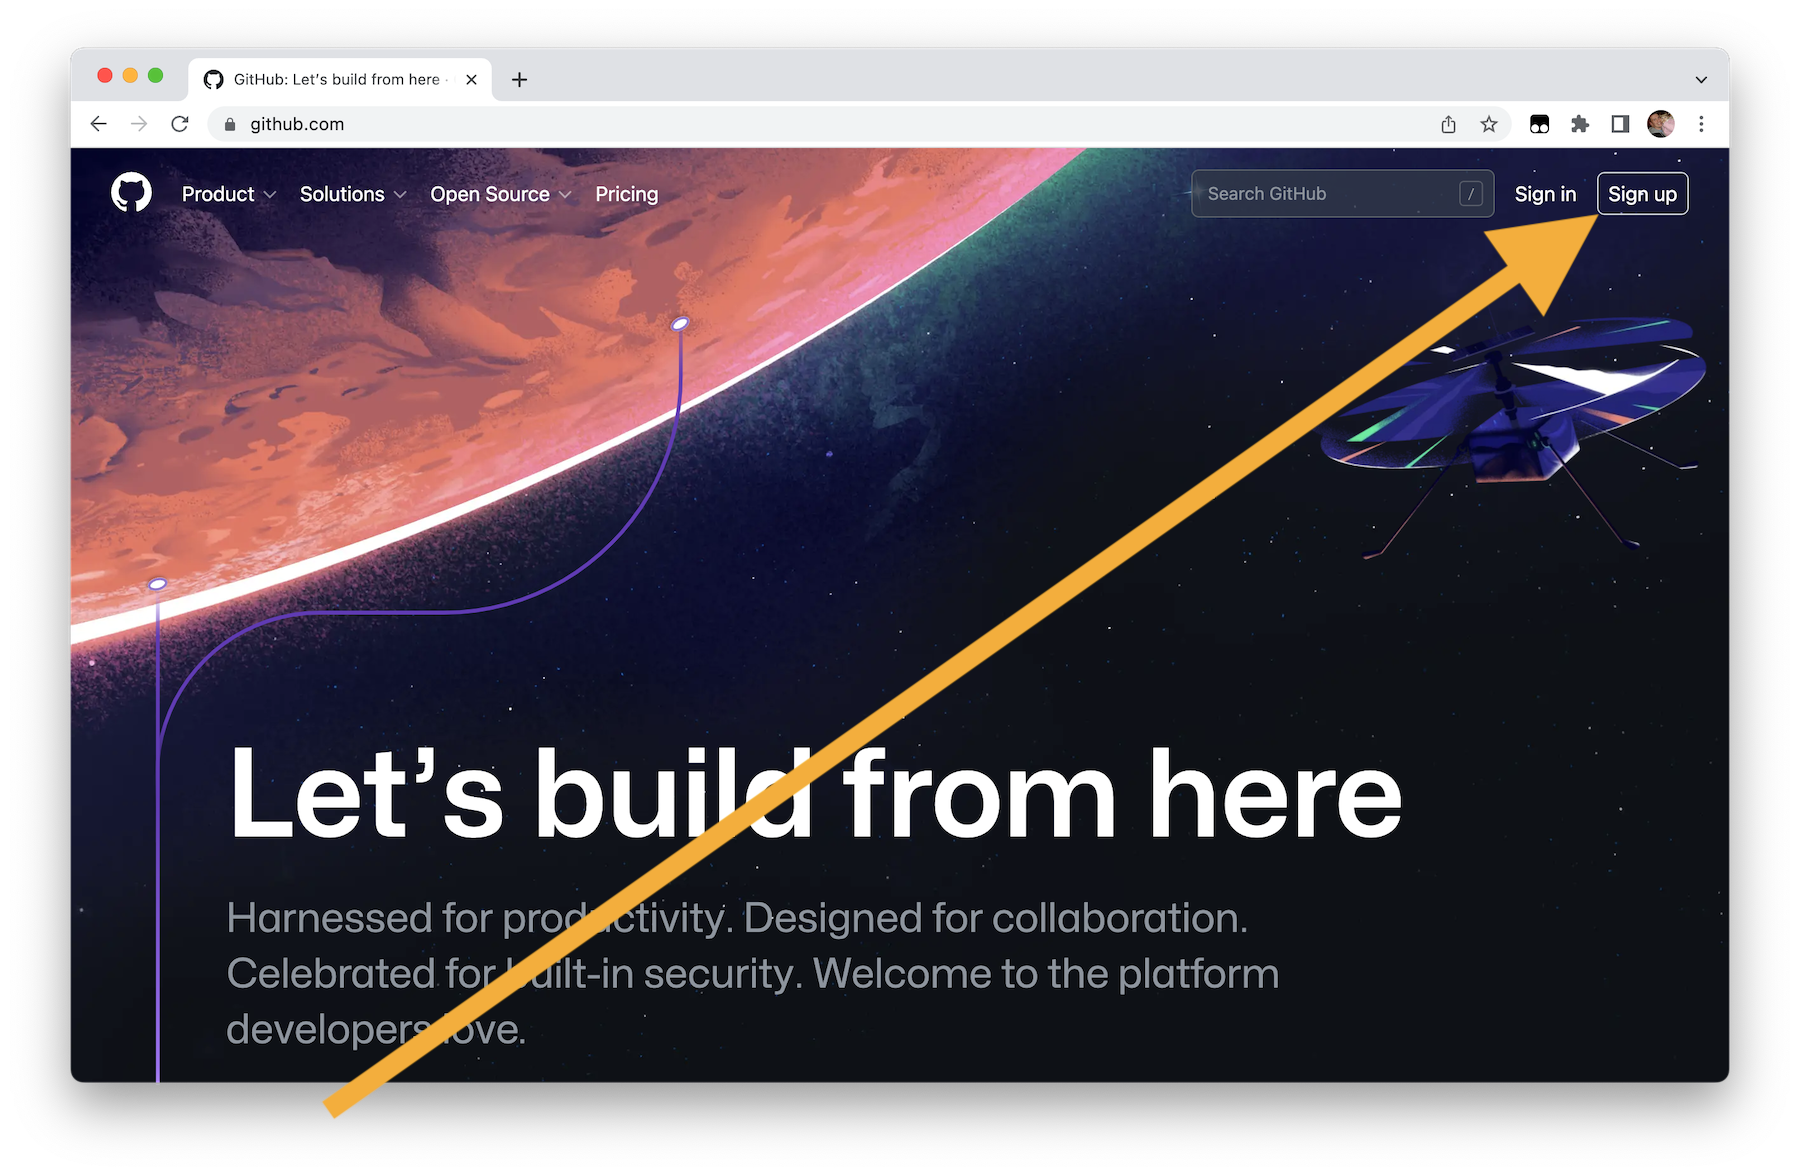 GitHub: Let's build from here ·
github.com
Product
Solutions
Open Source
Pricing
Search GitHub
/
Sign in
Sign up
Let's build from here
Harnessed for productivity. Designed for collaboration.
Celebrated for built-in security. Welcome to the platform
developers love.